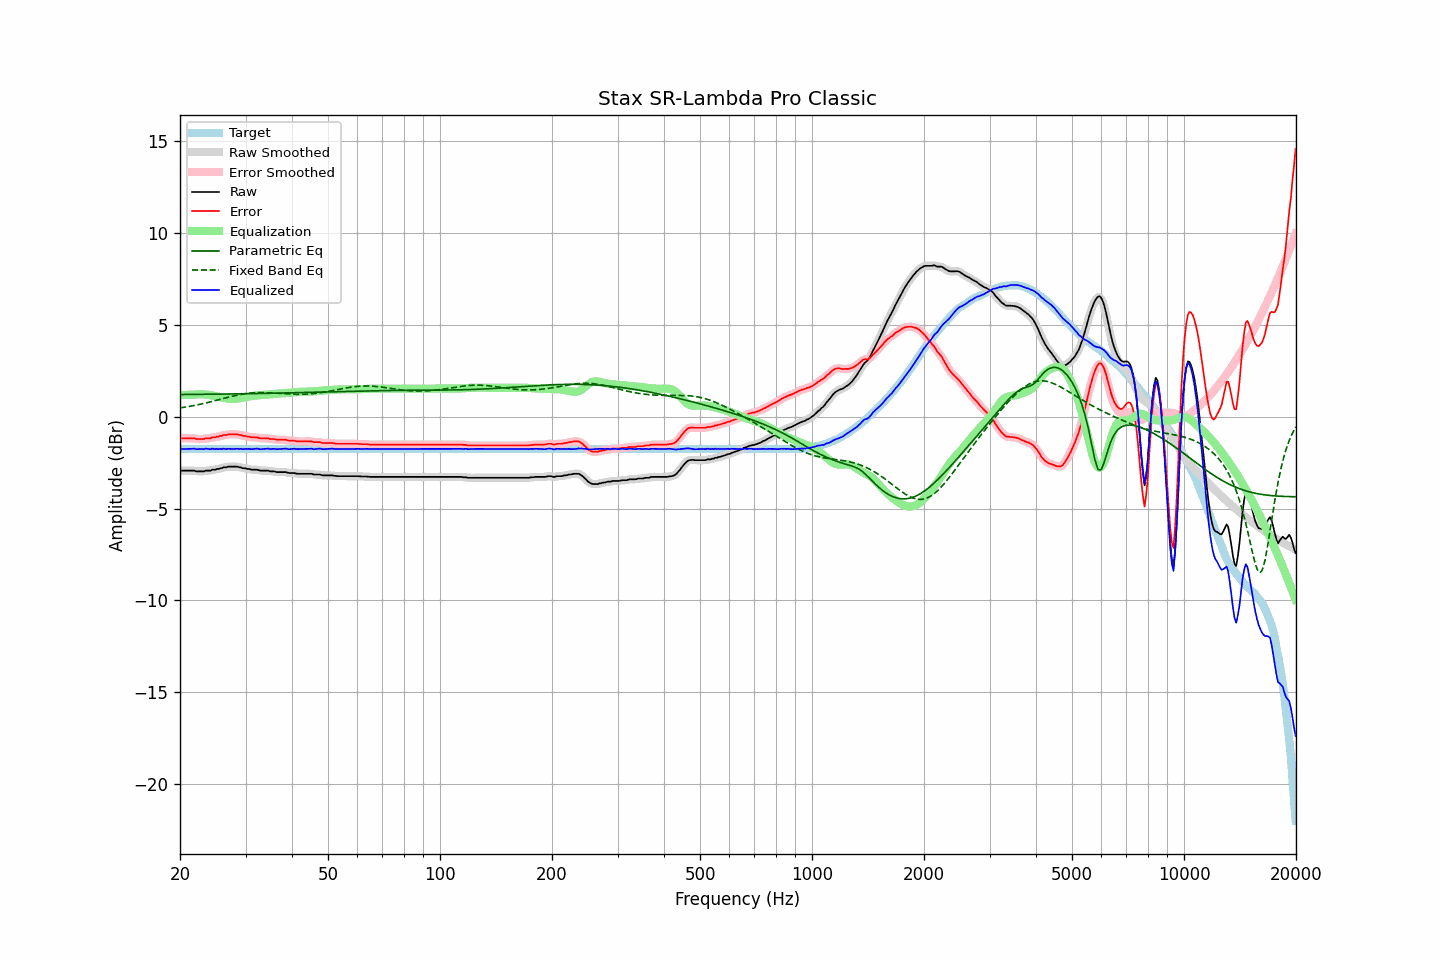 Stax SR-Lambda Pro Classic
Target
Raw Smoothed
Error Smoothed
Raw
Error
Equalization
Parametric Eq
Fixed Band Eq
Equalized
15
10
5
0
−5
−10
−15
−20
Amplitude (dBr)
20 50 100 200 500 1000 2000 5000 10000 20000
Frequency (Hz)